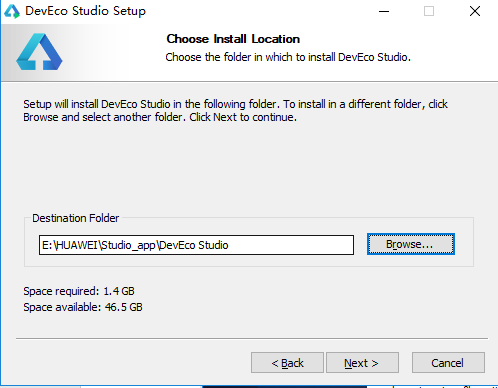 DevEco Studio Setup
Choose Install Location
Choose the folder in which to install DevEco Studio.
Setup will install DevEco Studio in the following folder. To install in a different folder, click
Browse and select another folder. Click Next to continue.
Destination Folder
E:\HUAWEI\Studio_app\DevEco Studio
Browse...
Space required: 1.4 GB
Space available: 46.5 GB
< Back
Next >
Cancel